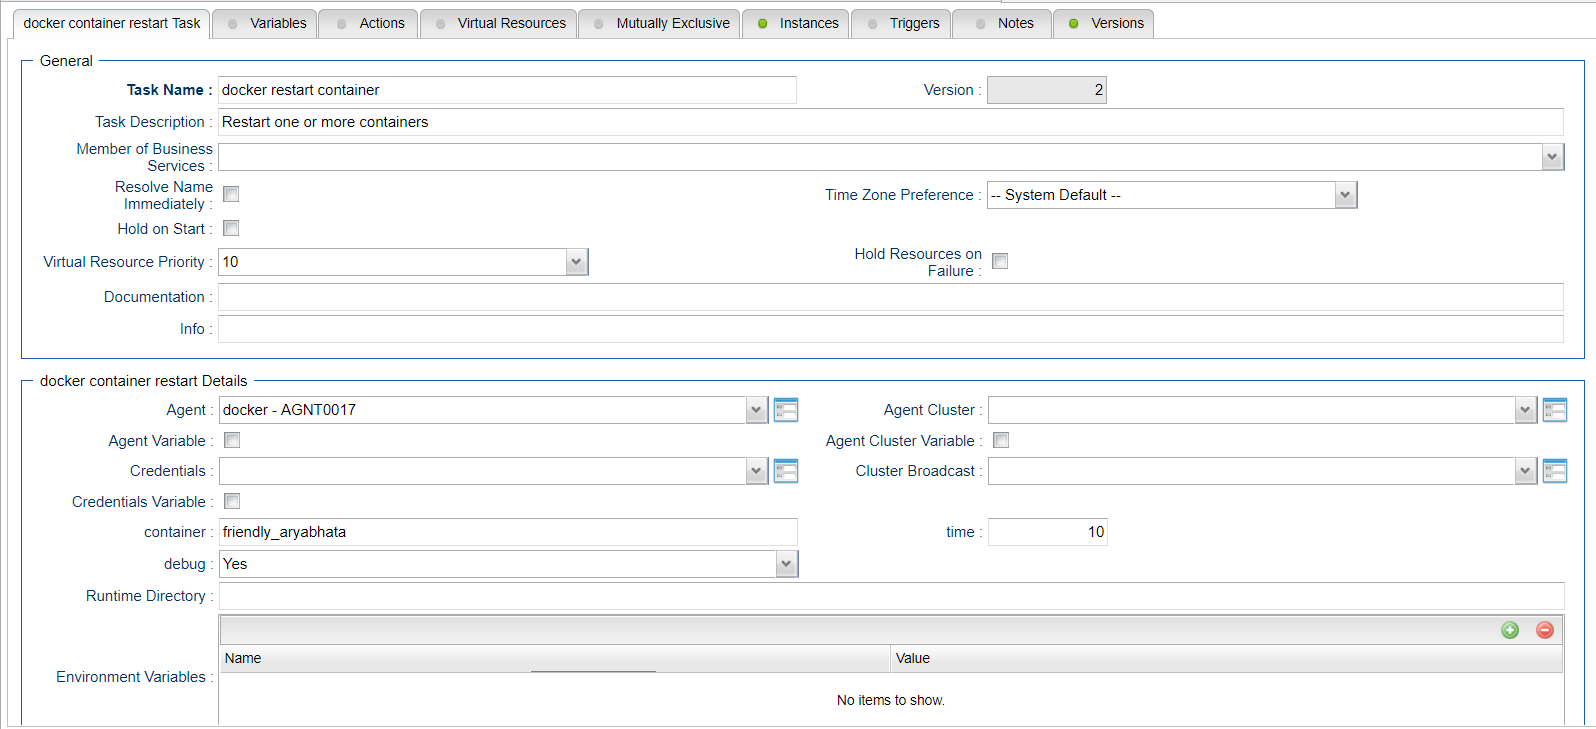 docker container restart Task Variables Actions Virtual Resources Mutually Exclusive Instances Triggers Notes Versions
General
Task Name : docker restart container Version : 2
Task Description : Restart one or more containers
Member of Business
Services :
Resolve Name
Immediately : Time Zone Preference : -- System Default --
Hold on Start :
Virtual Resource Priority : 10 Hold Resources on
Failure :
Documentation :
Info :
docker container restart Details
Agent : docker - AGNT0017 Agent Cluster :
Agent Variable : Agent Cluster Variable :
Credentials : Cluster Broadcast :
Credentials Variable :
container : friendly_aryabhata time : 10
debug : Yes
Runtime Directory :
Name Value
Environment Variables :
No items to show.